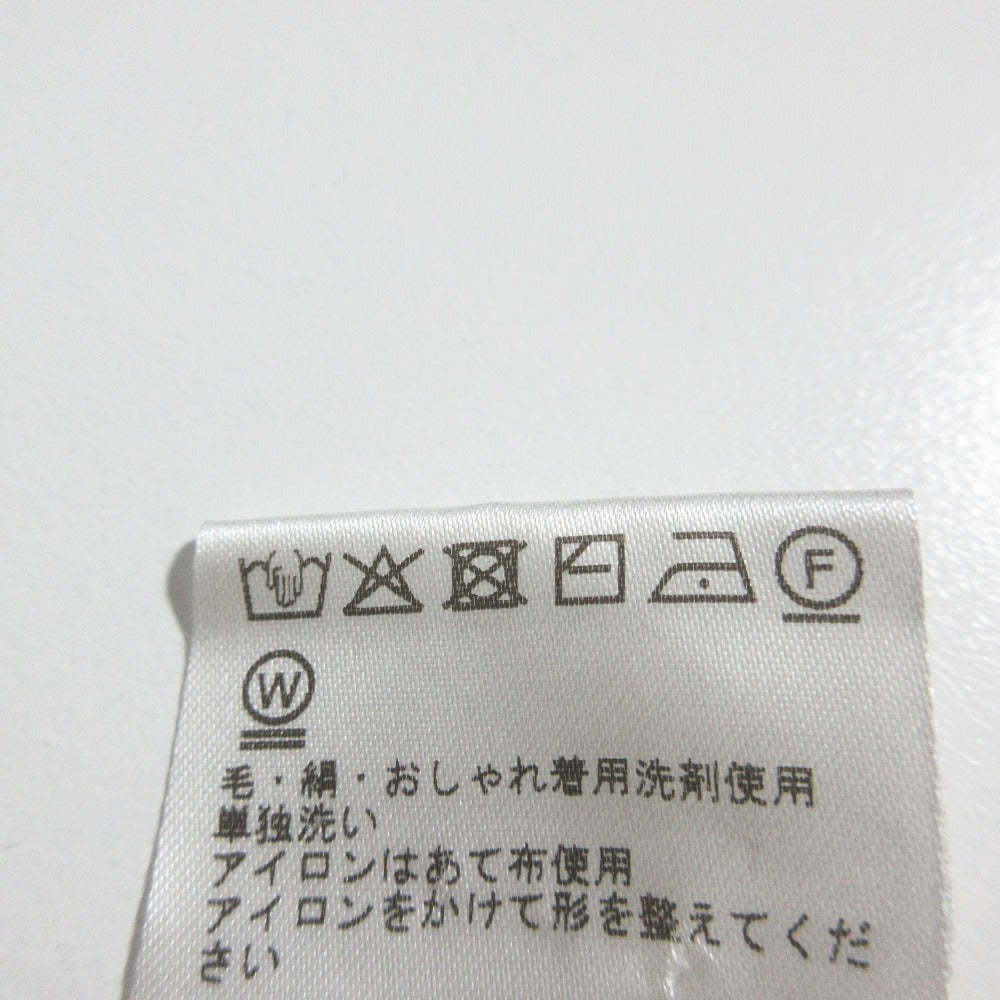 F
W
毛・絹・おしゃれ着用洗剤使用
単独洗い
アイロンはあて布使用
アイロンをかけて形を整えてくだ
さい